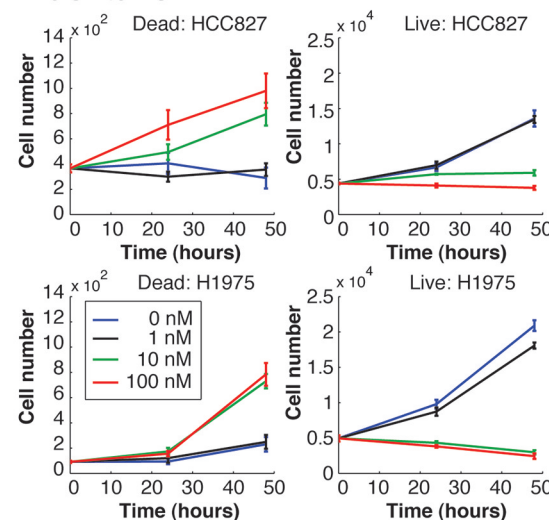 x 10²
Dead: HCC827
14
12
10
8
6
4
2
0
Cell number
0 10 20 30 40 50
Time (hours)
x 10⁴
Live: HCC827
2.5
2.0
1.5
1.0
0.5
0
Cell number
0 10 20 30 40 50
Time (hours)
x 10²
Dead: H1975
14
12
10
8
6
4
2
0
Cell number
0 nM
1 nM
10 nM
100 nM
0 10 20 30 40 50
Time (hours)
x 10⁴
Live: H1975
2.5
2.0
1.5
1.0
0.5
0
Cell number
0 10 20 30 40 50
Time (hours)